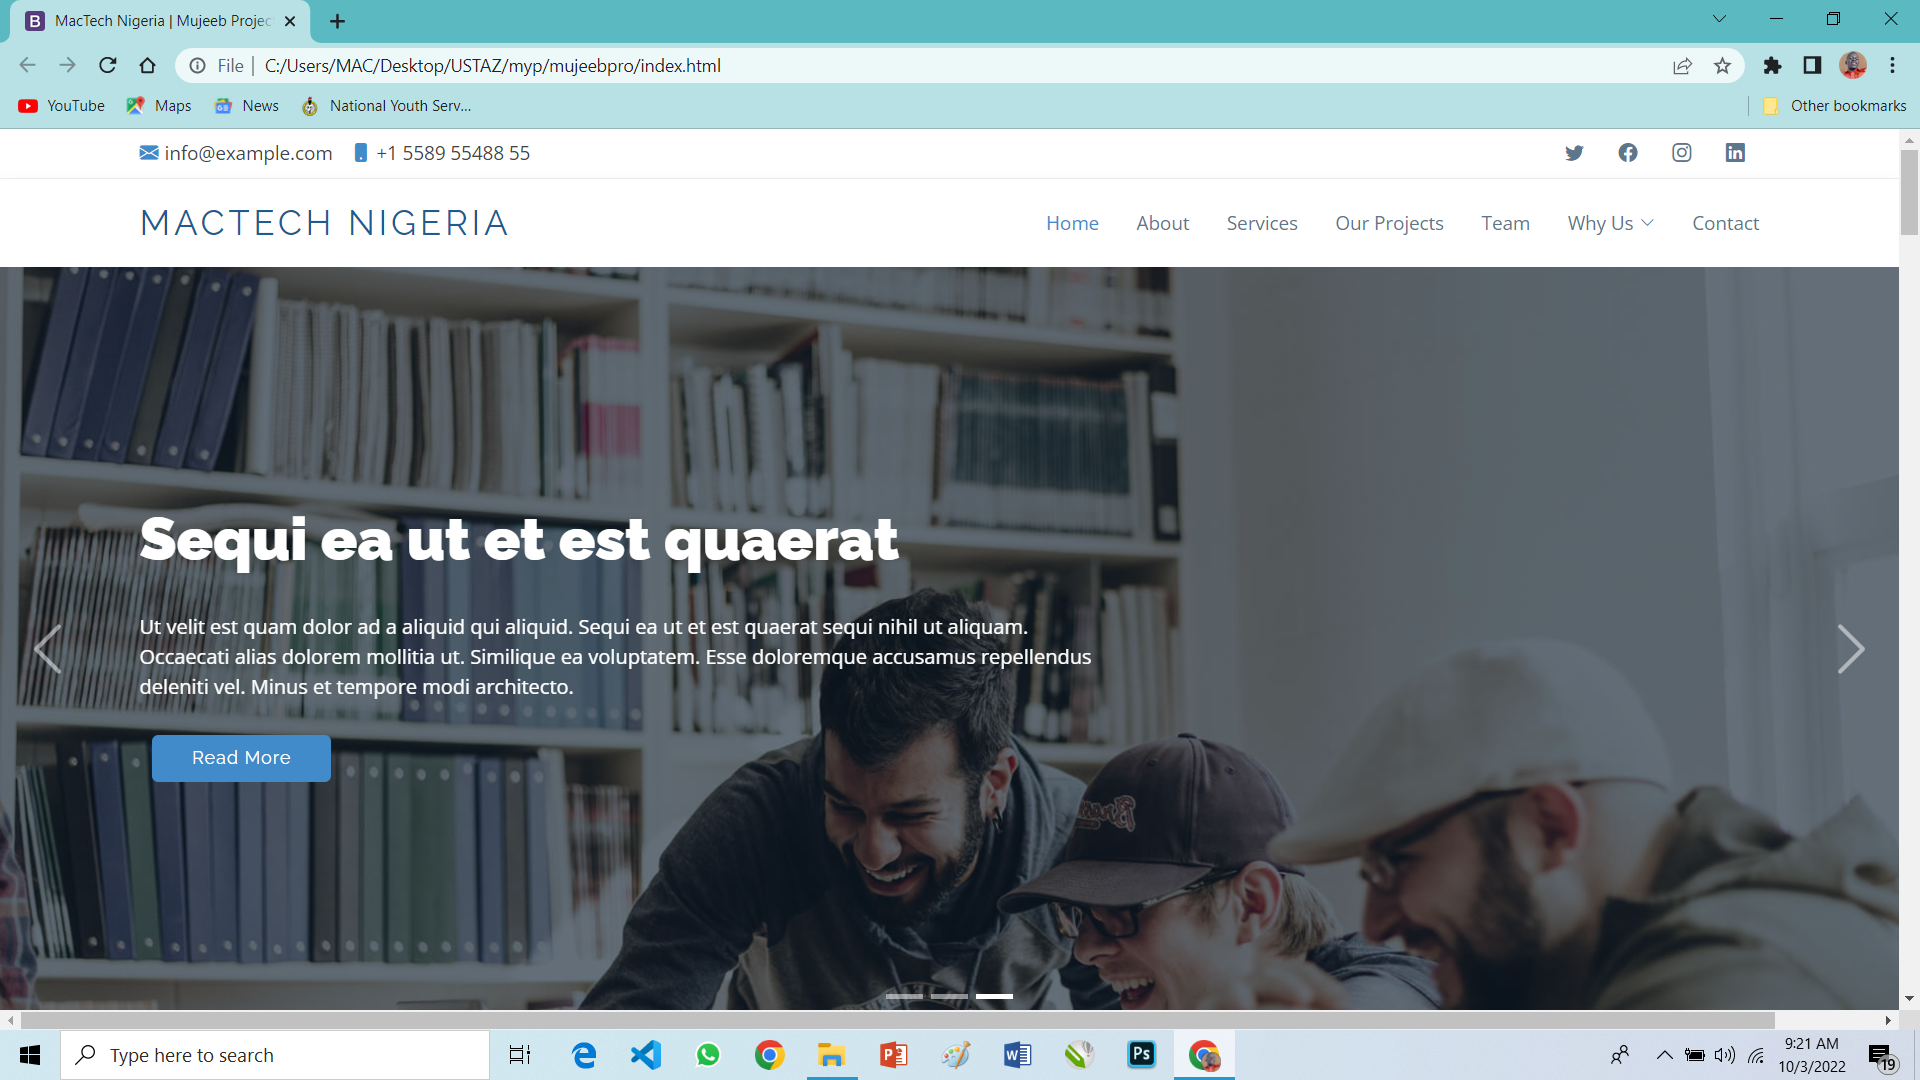 MacTech Nigeria | Mujeeb Projec
File | C:/Users/MAC/Desktop/USTAZ/myp/mujeebpro/index.html
YouTube Maps News National Youth Serv... Other bookmarks
info@example.com +1 5589 55488 55
MACTECH NIGERIA
Home About Services Our Projects Team Why Us Contact
Sequi ea ut et est quaerat
Ut velit est quam dolor ad a aliquid qui aliquid. Sequi ea ut et est quaerat sequi nihil ut aliquam.
Occaecati alias dolorem mollitia ut. Similique ea voluptatem. Esse doloremque accusamus repellendus
deleniti vel. Minus et tempore modi architecto.
Read More
Type here to search
Ps
9:21 AM
10/3/2022
19